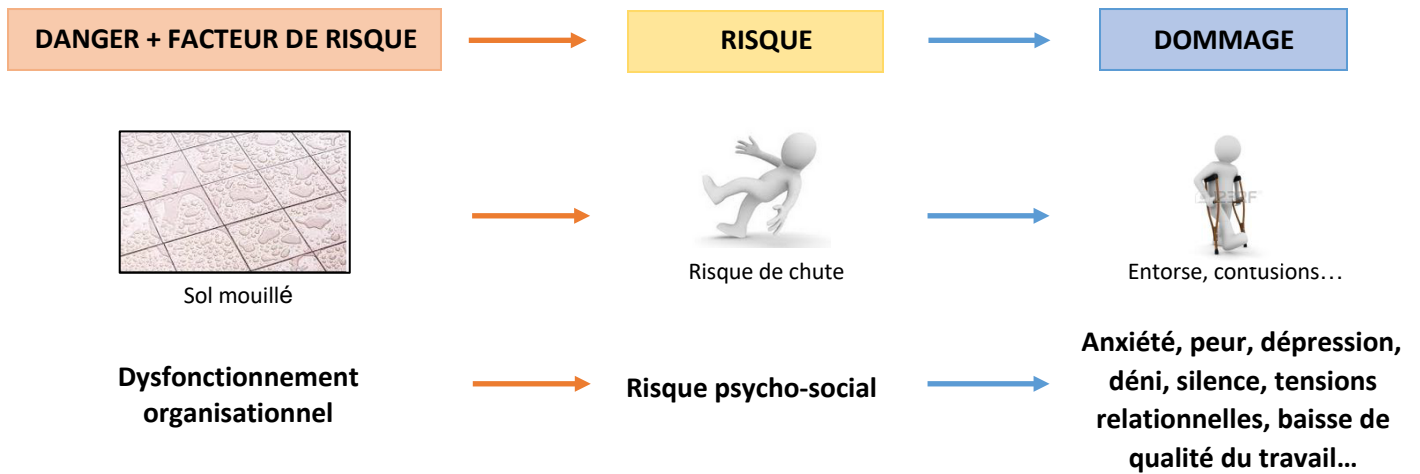 DANGER + FACTEUR DE RISQUE
RISQUE
DOMMAGE
Sol mouillé
Risque de chute
Entorse, contusions…
Dysfonctionnement
organisationnel
Risque psycho-social
Anxiété, peur, dépression,
déni, silence, tensions
relationnelles, baisse de
qualité du travail…